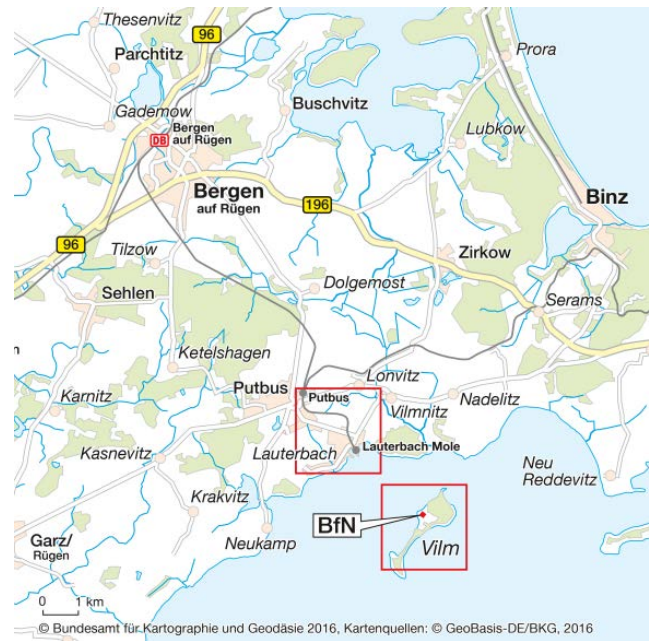 Thesenvitz
96
Parchtitz
Prora
Buschvitz
Gademow
Bergen
auf Rügen
DB
Lubkow
Bergen
auf Rügen
Binz
196
96
Tilzow
Zirkow
Dolgemost
Sehlen
Serams
Ketelshagen
Lonvitz
Putbus
Putbus
Nadelitz
Karnitz
Vilmnitz
Lauterbach
Lauterbach Mole
Kasnevitz
Neu
Reddevitz
Krakvitz
BfN
Neukamp
Vilm
Garz/
Rügen
0 1 km
© Bundesamt für Kartographie und Geodäsie 2016, Kartenquellen: © GeoBasis-DE/BKG, 2016